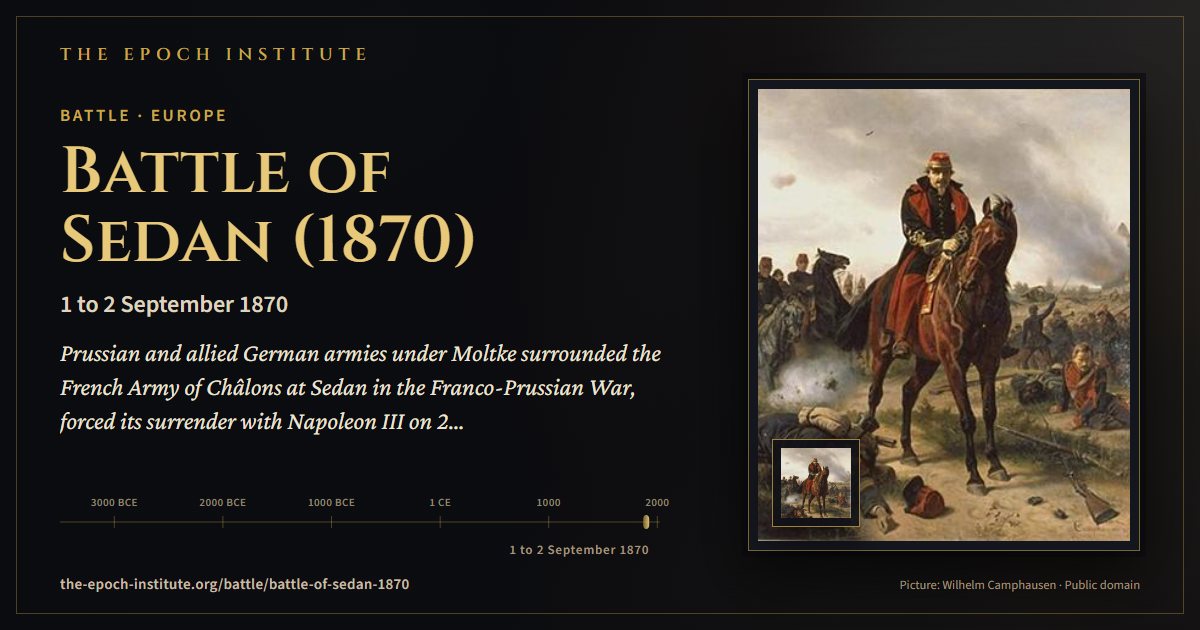 THE EPOCH INSTITUTE
BATTLE · EUROPE
BATTLE OF
SEDAN (1870)
1 to 2 September 1870
Prussian and allied German armies under Moltke surrounded the
French Army of Châlons at Sedan in the Franco-Prussian War,
forced its surrender with Napoleon III on 2...
3000 BCE 2000 BCE 1000 BCE 1 CE 1000 2000
1 to 2 September 1870
the-epoch-institute.org/battle/battle-of-sedan-1870
Picture: Wilhelm Camphausen · Public domain